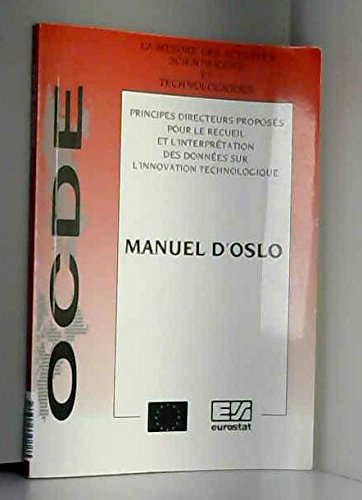 LA MESURE DES ACTIVITÉS
SCIENTIFIQUES
ET
TECHNOLOGIQUES
PRINCIPES DIRECTEURS PROPOSÉS
POUR LE RECUEIL
ET L'INTERPRÉTATION
DES DONNÉES SUR
L'INNOVATION TECHNOLOGIQUE
MANUEL D'OSLO
OCDE
eurostat